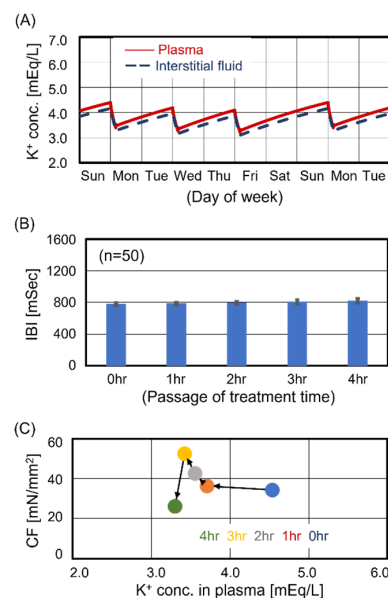 (A)
K+ conc. [mEq/L]
7.0
6.0
5.0
4.0
3.0
2.0
Plasma
Interstitial fluid
Sun Mon Tue Wed Thu Fri Sat Sun Mon Tue
(Day of week)
(B)
IBI [mSec]
1600
1200
800
400
0
(n=50)
0hr 1hr 2hr 3hr 4hr
(Passage of treatment time)
(C)
CF [mN/mm²]
60
40
20
0
4hr 3hr 2hr 1hr 0hr
2.0 3.0 4.0 5.0 6.0
K+ conc. in plasma [mEq/L]